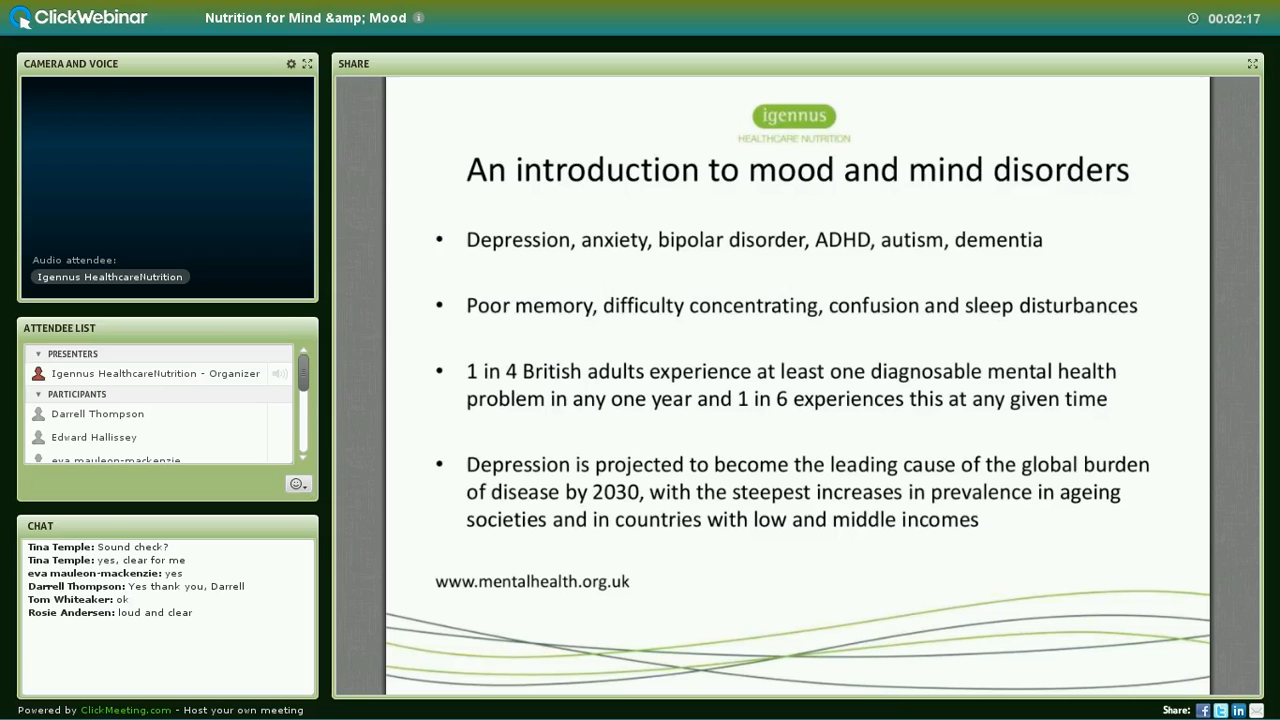 ClickWebinar
Nutrition for Mind &amp; Mood
00:02:17
CAMERA AND VOICE
Audio attendee:
Igennus HealthcareNutrition
ATTENDEE LIST
PRESENTERS
Igennus HealthcareNutrition - Organizer
PARTICIPANTS
Darrell Thompson
Edward Hallissey
eva mauleon-mackenzie
CHAT
Tina Temple: Sound check?
Tina Temple: yes, clear for me
eva mauleon-mackenzie: yes
Darrell Thompson: Yes thank you, Darrell
Tom Whiteaker: ok
Rosie Andersen: loud and clear
SHARE
igennus
HEALTHCARE NUTRITION
An introduction to mood and mind disorders
• Depression, anxiety, bipolar disorder, ADHD, autism, dementia
• Poor memory, difficulty concentrating, confusion and sleep disturbances
• 1 in 4 British adults experience at least one diagnosable mental health
problem in any one year and 1 in 6 experiences this at any given time
• Depression is projected to become the leading cause of the global burden
of disease by 2030, with the steepest increases in prevalence in ageing
societies and in countries with low and middle incomes
www.mentalhealth.org.uk
Powered by ClickMeeting.com - Host your own meeting
Share: